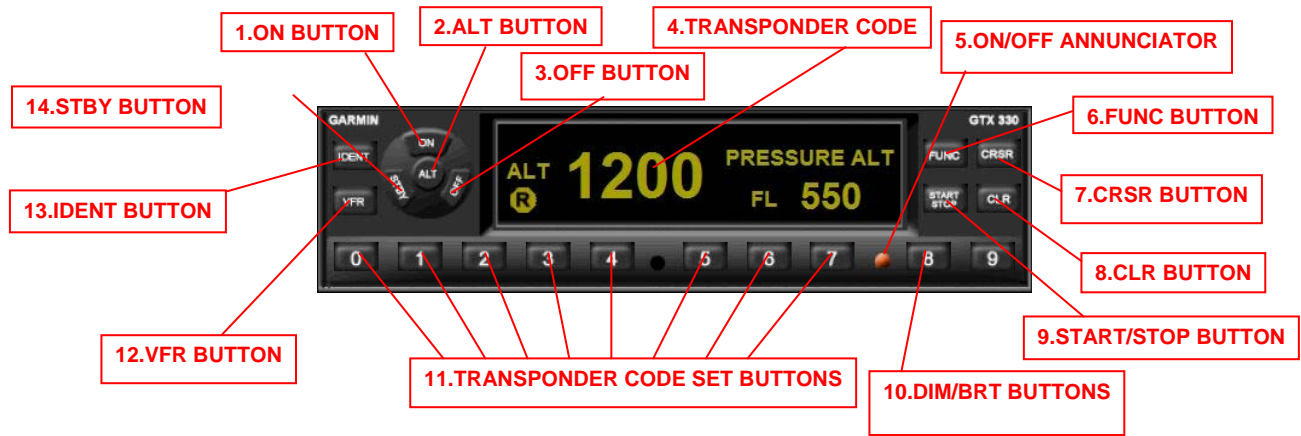 1.ON BUTTON
2.ALT BUTTON
3.OFF BUTTON
4.TRANSPONDER CODE
5.ON/OFF ANNUNCIATOR
14.STBY BUTTON
6.FUNC BUTTON
GARMIN
GTX 330
IDENT
ON
ALT
STBY
OFF
VFR
ALT
R
1200
PRESSURE ALT
FL 550
FUNC
CRSR
START
STOP
CLR
7.CRSR BUTTON
13.IDENT BUTTON
0 1 2 3 4 5 6 7 8 9
8.CLR BUTTON
9.START/STOP BUTTON
12.VFR BUTTON
11.TRANSPONDER CODE SET BUTTONS
10.DIM/BRT BUTTONS